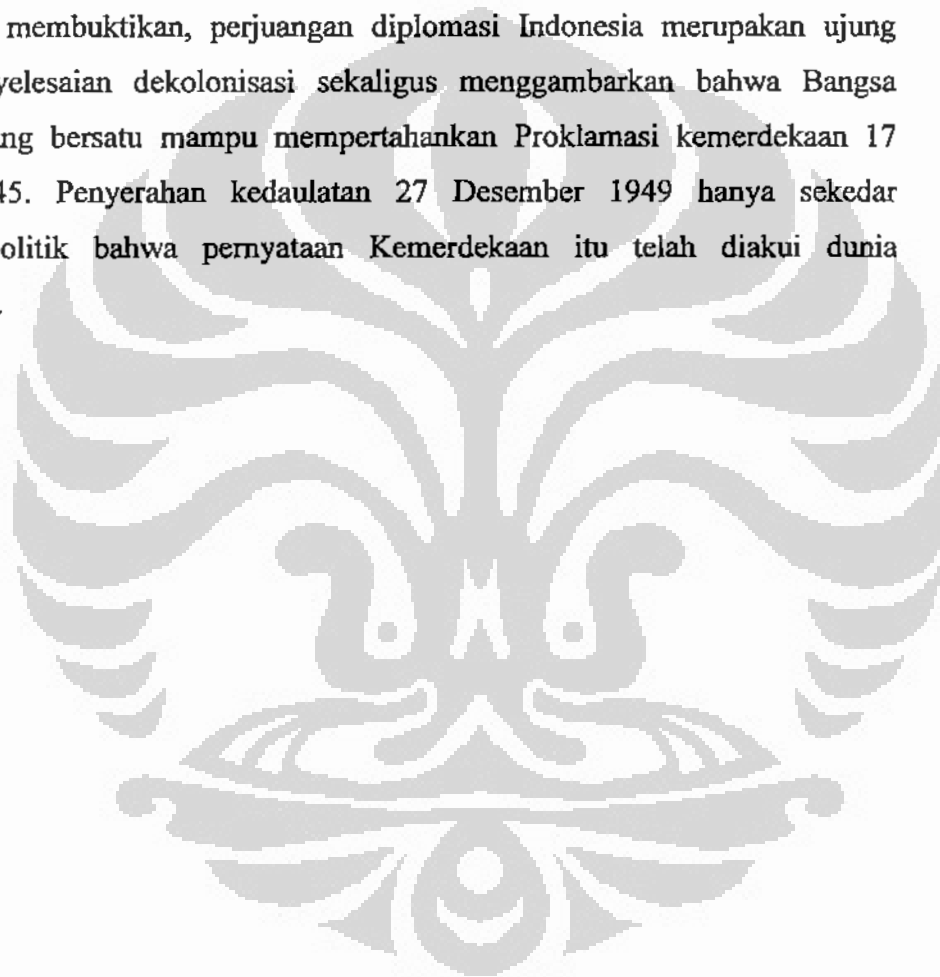 membuktikan, perjuangan diplomasi Indonesia merupakan ujung
yelesaian dekolonisasi sekaligus menggambarkan bahwa Bangsa
ng bersatu mampu mempertahankan Proklamasi kemerdekaan 17
45. Penyerahan kedaulatan 27 Desember 1949 hanya sekedar
olitik bahwa pernyataan Kemerdekaan itu telah diakui dunia